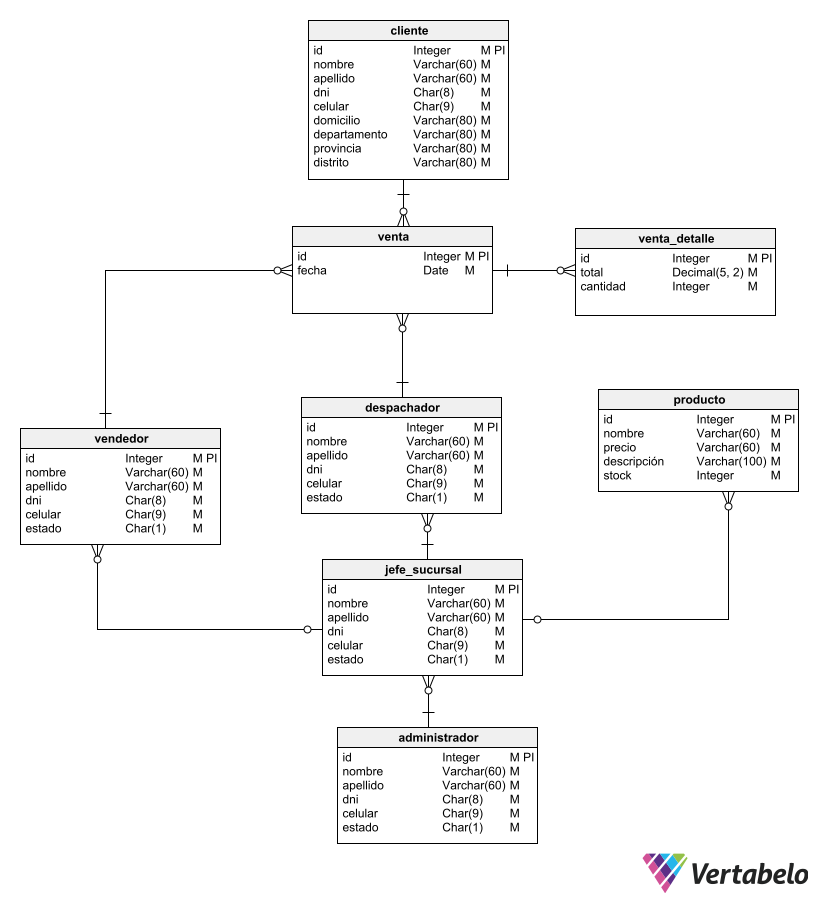 cliente
id Integer M PI
nombre Varchar(60) M
apellido Varchar(60) M
dni Char(8) M
celular Char(9) M
domicilio Varchar(80) M
departamento Varchar(80) M
provincia Varchar(80) M
distrito Varchar(80) M
venta
id Integer M PI
fecha Date M
venta_detalle
id Integer M PI
total Decimal(5, 2) M
cantidad Integer M
vendedor
id Integer M PI
nombre Varchar(60) M
apellido Varchar(60) M
dni Char(8) M
celular Char(9) M
estado Char(1) M
despachador
id Integer M PI
nombre Varchar(60) M
apellido Varchar(60) M
dni Char(8) M
celular Char(9) M
estado Char(1) M
producto
id Integer M PI
nombre Varchar(60) M
precio Varchar(60) M
descripción Varchar(100) M
stock Integer M
jefe_sucursal
id Integer M PI
nombre Varchar(60) M
apellido Varchar(60) M
dni Char(8) M
celular Char(9) M
estado Char(1) M
administrador
id Integer M PI
nombre Varchar(60) M
apellido Varchar(60) M
dni Char(8) M
celular Char(9) M
estado Char(1) M
Vertabelo